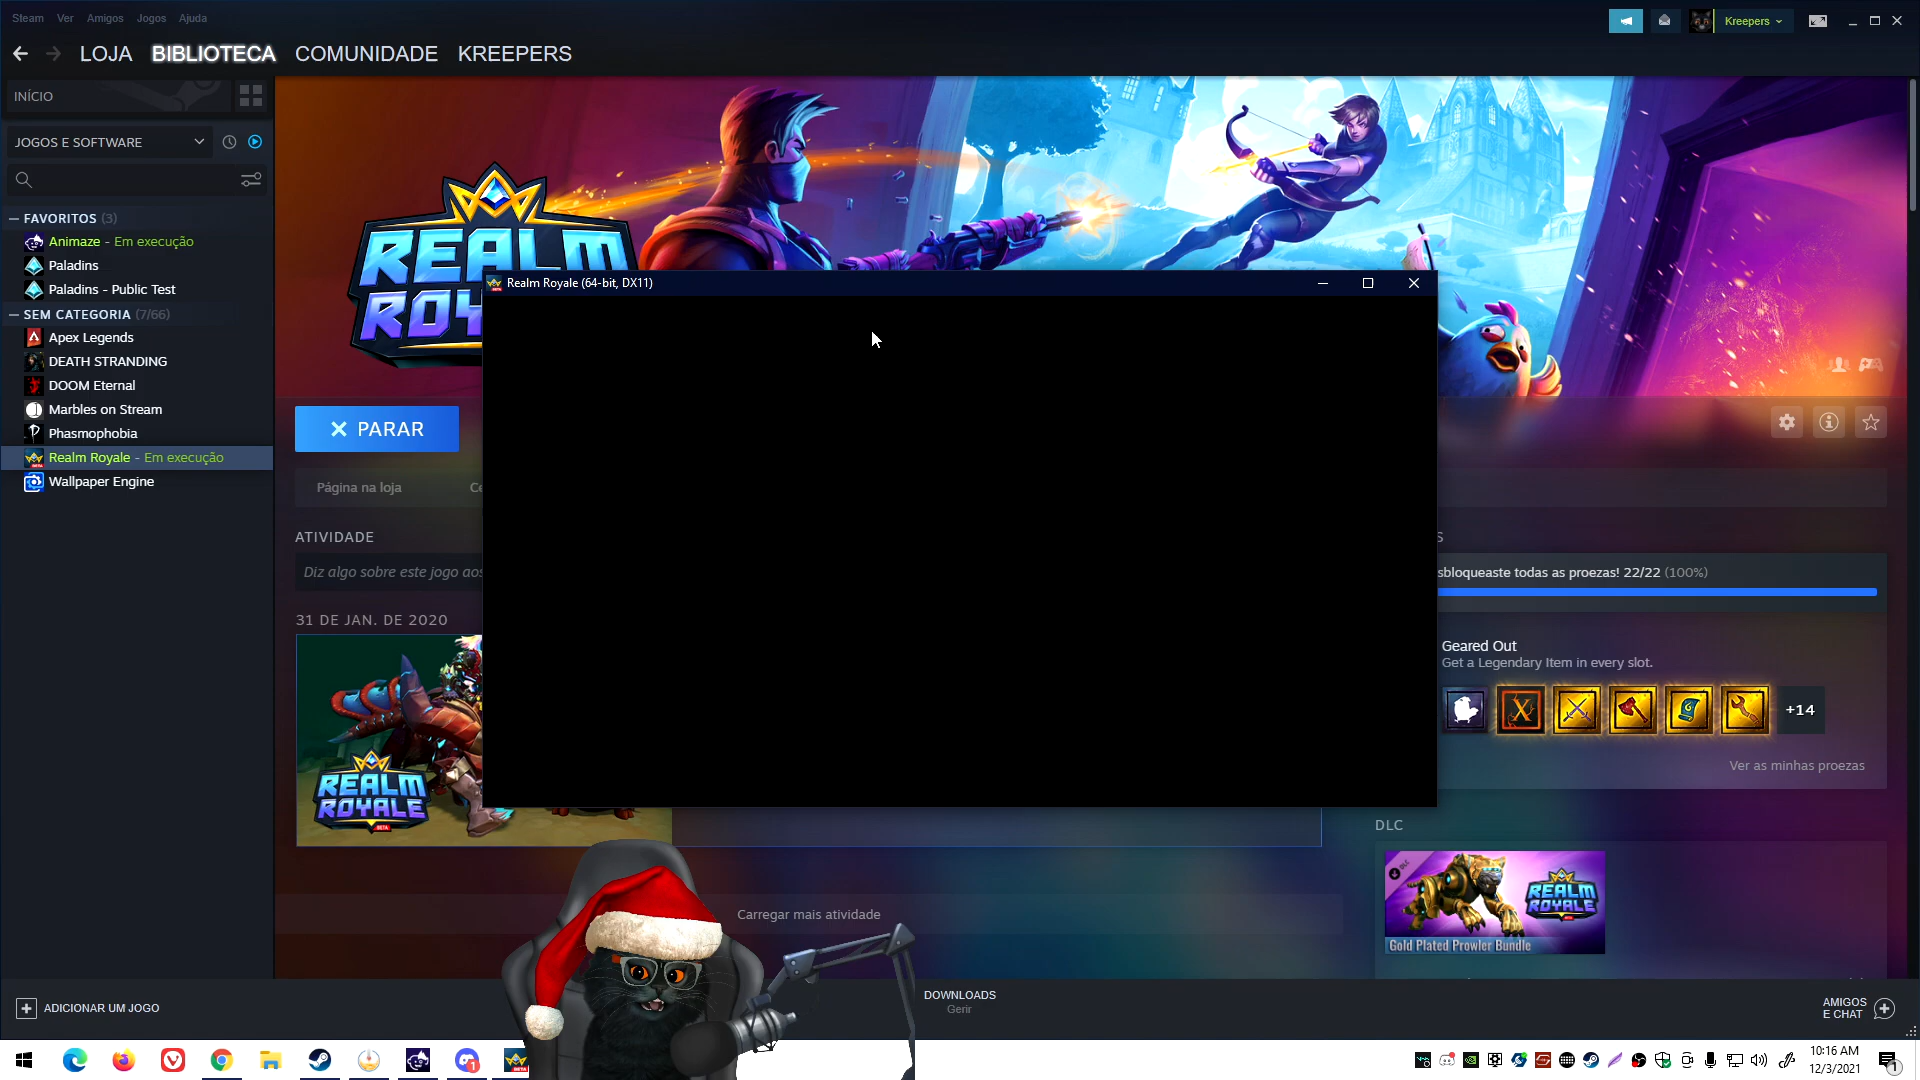 Steam Ver Amigos Jogos Ajuda
Kreepers
LOJA BIBLIOTECA COMUNIDADE KREEPERS
INÍCIO
JOGOS E SOFTWARE
FAVORITOS (3)
Animaze - Em execução
Paladins
Paladins - Public Test
SEM CATEGORIA (7/66)
Apex Legends
DEATH STRANDING
DOOM Eternal
Marbles on Stream
Phasmophobia
Realm Royale - Em execução
Wallpaper Engine
REALM
ROY
Realm Royale (64-bit, DX11)
PARAR
Página na loja
Ce
ATIVIDADE
S
Diz algo sobre este jogo aos
sbloqueaste todas as proezas! 22/22 (100%)
31 DE JAN. DE 2020
Geared Out
Get a Legendary Item in every slot.
+14
Ver as minhas proezas
REALM
ROYALE
BETA
DLC
DLC
REALM
ROYALE
Gold Plated Prowler Bundle
Carregar mais atividade
ADICIONAR UM JOGO
DOWNLOADS
Gerir
AMIGOS
E CHAT
10:16 AM
12/3/2021
1
1